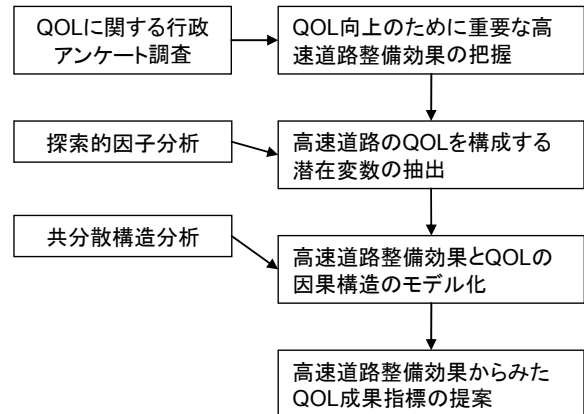 QOLに関する行政
アンケート調査
QOL向上のために重要な高
速道路整備効果の把握
探索的因子分析
高速道路のQOLを構成する
潜在変数の抽出
共分散構造分析
高速道路整備効果とQOLの
因果構造のモデル化
高速道路整備効果からみた
QOL成果指標の提案